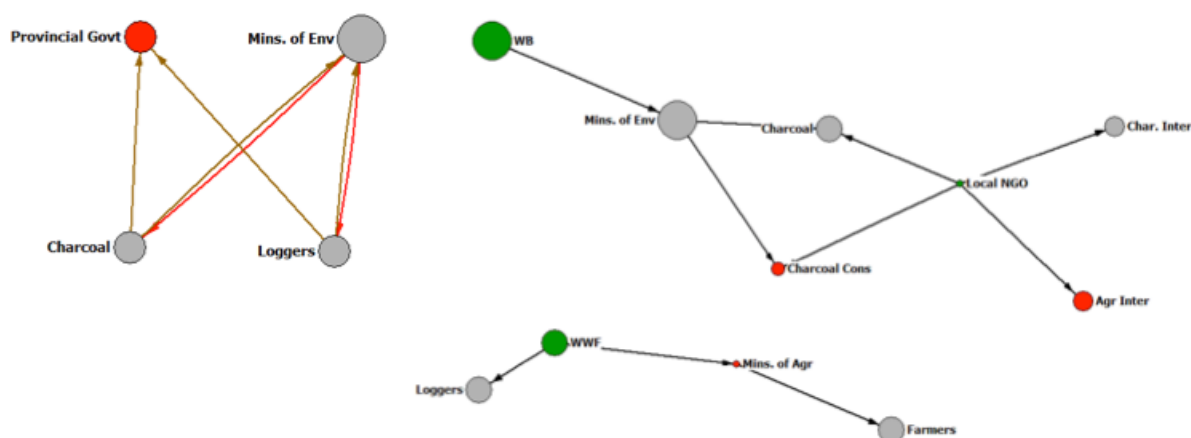 Provincial Govt
Mins. of Env
Charcoal
Loggers
WB
Mins. of Env
Charcoal
Char. Inter
Local NGO
Charcoal Cons
Agr Inter
WWF
Mins. of Agr
Loggers
Farmers